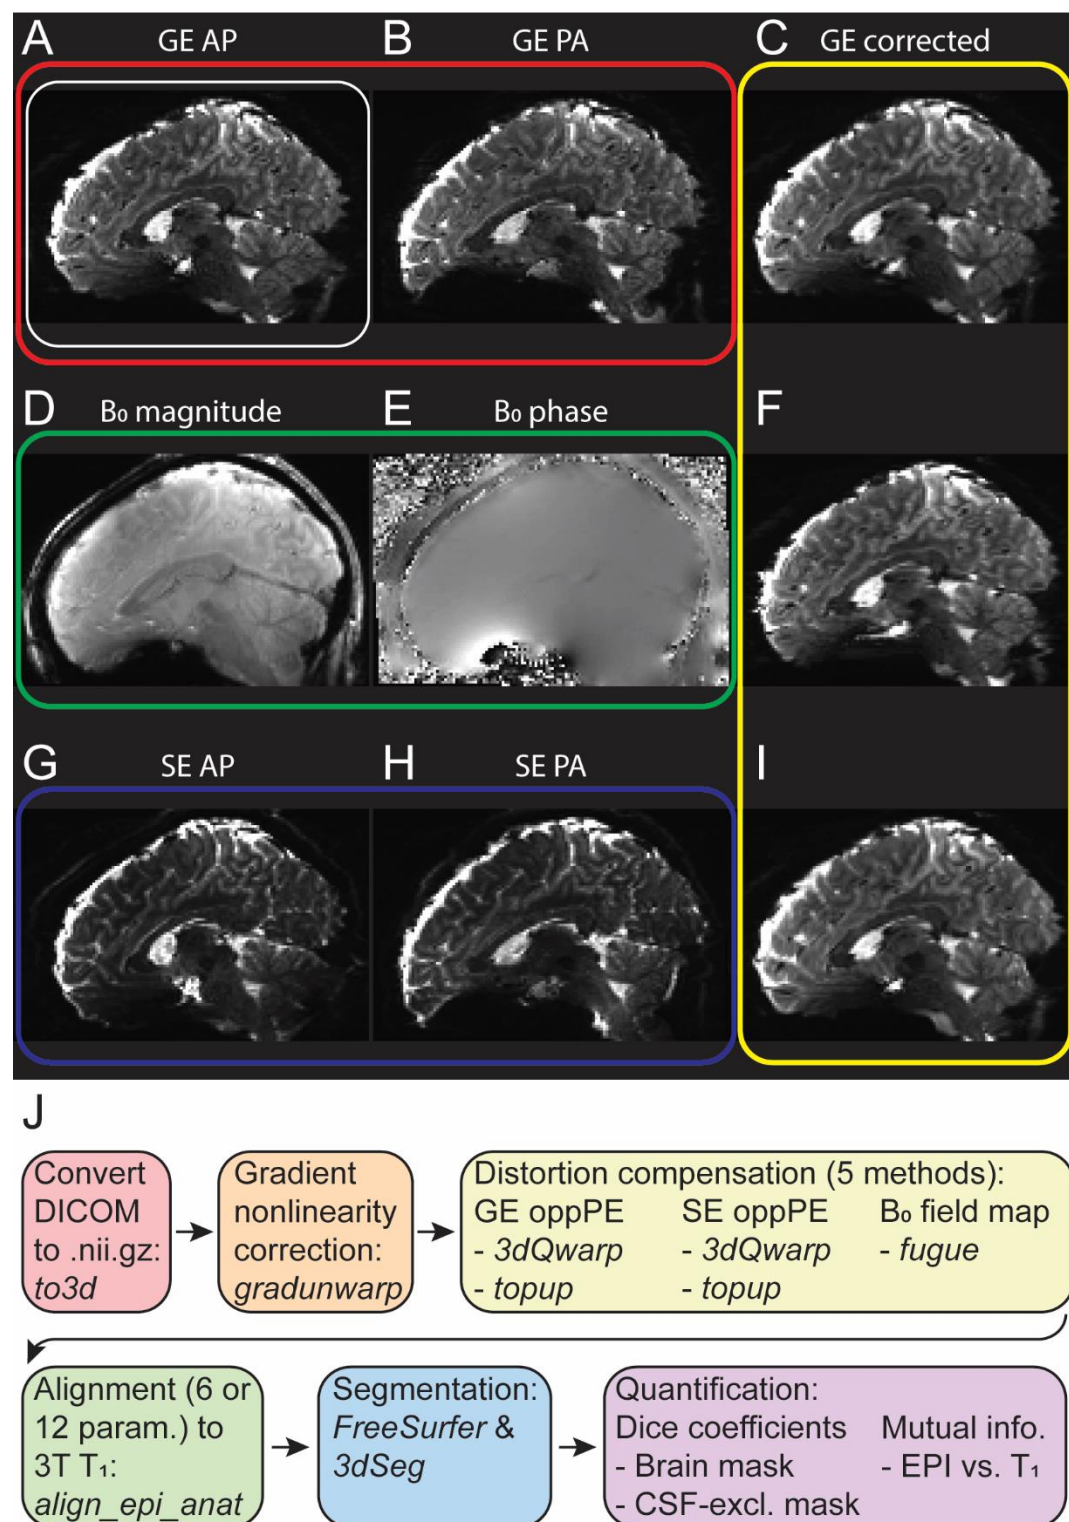 A GE AP B GE PA C GE corrected
D B₀ magnitude E B₀ phase F
G SE AP H SE PA I
J
Convert
DICOM
to .nii.gz:
to3d
Gradient
nonlinearity
correction:
gradunwarp
Distortion compensation (5 methods):
GE oppPE SE oppPE B₀ field map
- 3dQwarp - 3dQwarp - fugue
- topup - topup
Alignment (6 or
12 param.) to
3T T₁:
align_epi_anat
Segmentation:
FreeSurfer &
3dSeg
Quantification:
Dice coefficients Mutual info.
- Brain mask - EPI vs. T₁
- CSF-excl. mask